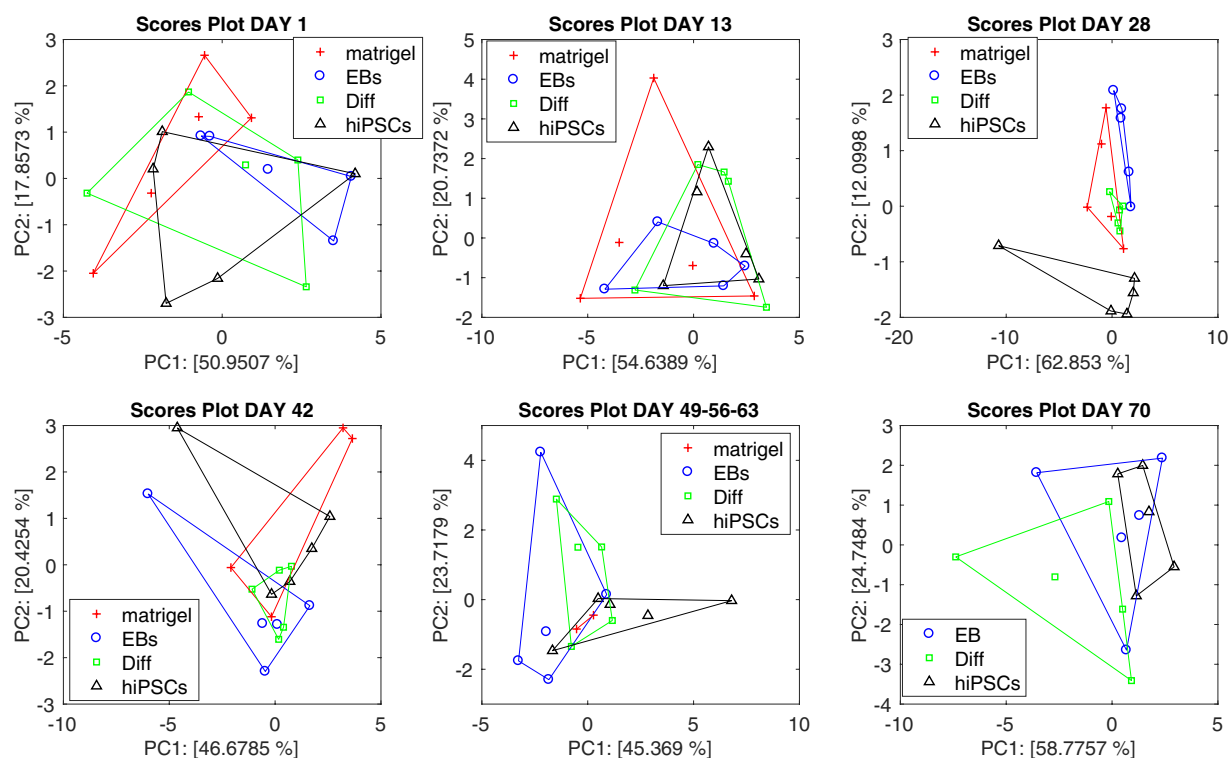 Scores Plot DAY 1
3
2
1
0
-1
-2
-3
-5
0
5
PC2: [17.8573 %]
PC1: [50.9507 %]
matrigel
EBs
Diff
hiPSCs
Scores Plot DAY 13
5
4
3
2
1
0
-1
-2
-10
-5
0
5
PC2: [20.7372 %]
PC1: [54.6389 %]
matrigel
EBs
Diff
hiPSCs
Scores Plot DAY 28
3
2
1
0
-1
-2
-20
-10
0
10
PC2: [12.0998 %]
PC1: [62.853 %]
matrigel
EBs
Diff
hiPSCs
Scores Plot DAY 42
3
2
1
0
-1
-2
-3
-10
-5
0
5
PC2: [20.4254 %]
PC1: [46.6785 %]
matrigel
EBs
Diff
hiPSCs
Scores Plot DAY 49-56-63
4
2
0
-2
-5
0
5
10
PC2: [23.7179 %]
PC1: [45.369 %]
matrigel
EBs
Diff
hiPSCs
Scores Plot DAY 70
3
2
1
0
-1
-2
-3
-4
-10
-5
0
5
PC2: [24.7484 %]
PC1: [58.7757 %]
EB
Diff
hiPSCs